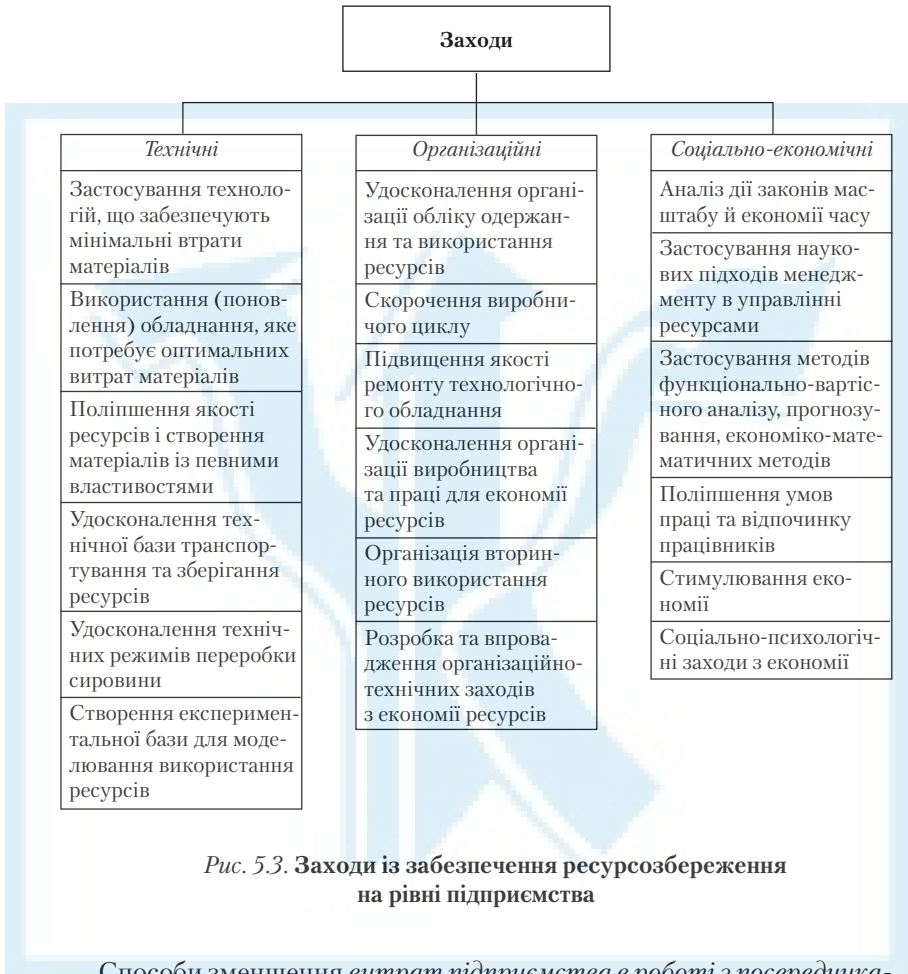 Заходи
Технічні
Застосування техноло-
гій, що забезпечують
мінімальні втрати
матеріалів
Використання (понов-
лення) обладнання, яке
потребує оптимальних
витрат матеріалів
Поліпшення якості
ресурсів і створення
матеріалів із певними
властивостями
Удосконалення тех-
нічної бази транспор-
тування та зберігання
ресурсів
Удосконалення техніч-
них режимів переробки
сировини
Створення експеримен-
тальної бази для моде-
лювання використання
ресурсів
Організаційні
Удосконалення органі-
зації обліку одержан-
ня та використання
ресурсів
Скорочення виробни-
чого циклу
Підвищення якості
ремонту технологічно-
го обладнання
Удосконалення органі-
зації виробництва
та праці для економії
ресурсів
Організація вторин-
ного використання
ресурсів
Розробка та впрова-
дження організаційно-
технічних заходів
з економії ресурсів
Соціально-економічні
Аналіз дії законів мас-
штабу й економії часу
Застосування науко-
вих підходів менедж-
менту в управлінні
ресурсами
Застосування методів
функціонально-вартіс-
ного аналізу, прогнозу-
вання, економіко-мате-
матичних методів
Поліпшення умов
праці та відпочинку
працівників
Стимулювання еко-
номії
Соціально-психологіч-
ні заходи з економії
Рис. 5.3. Заходи із забезпечення ресурсозбереження
на рівні підприємства
Способи зменшення витрат підприємства в роботі з посередника-